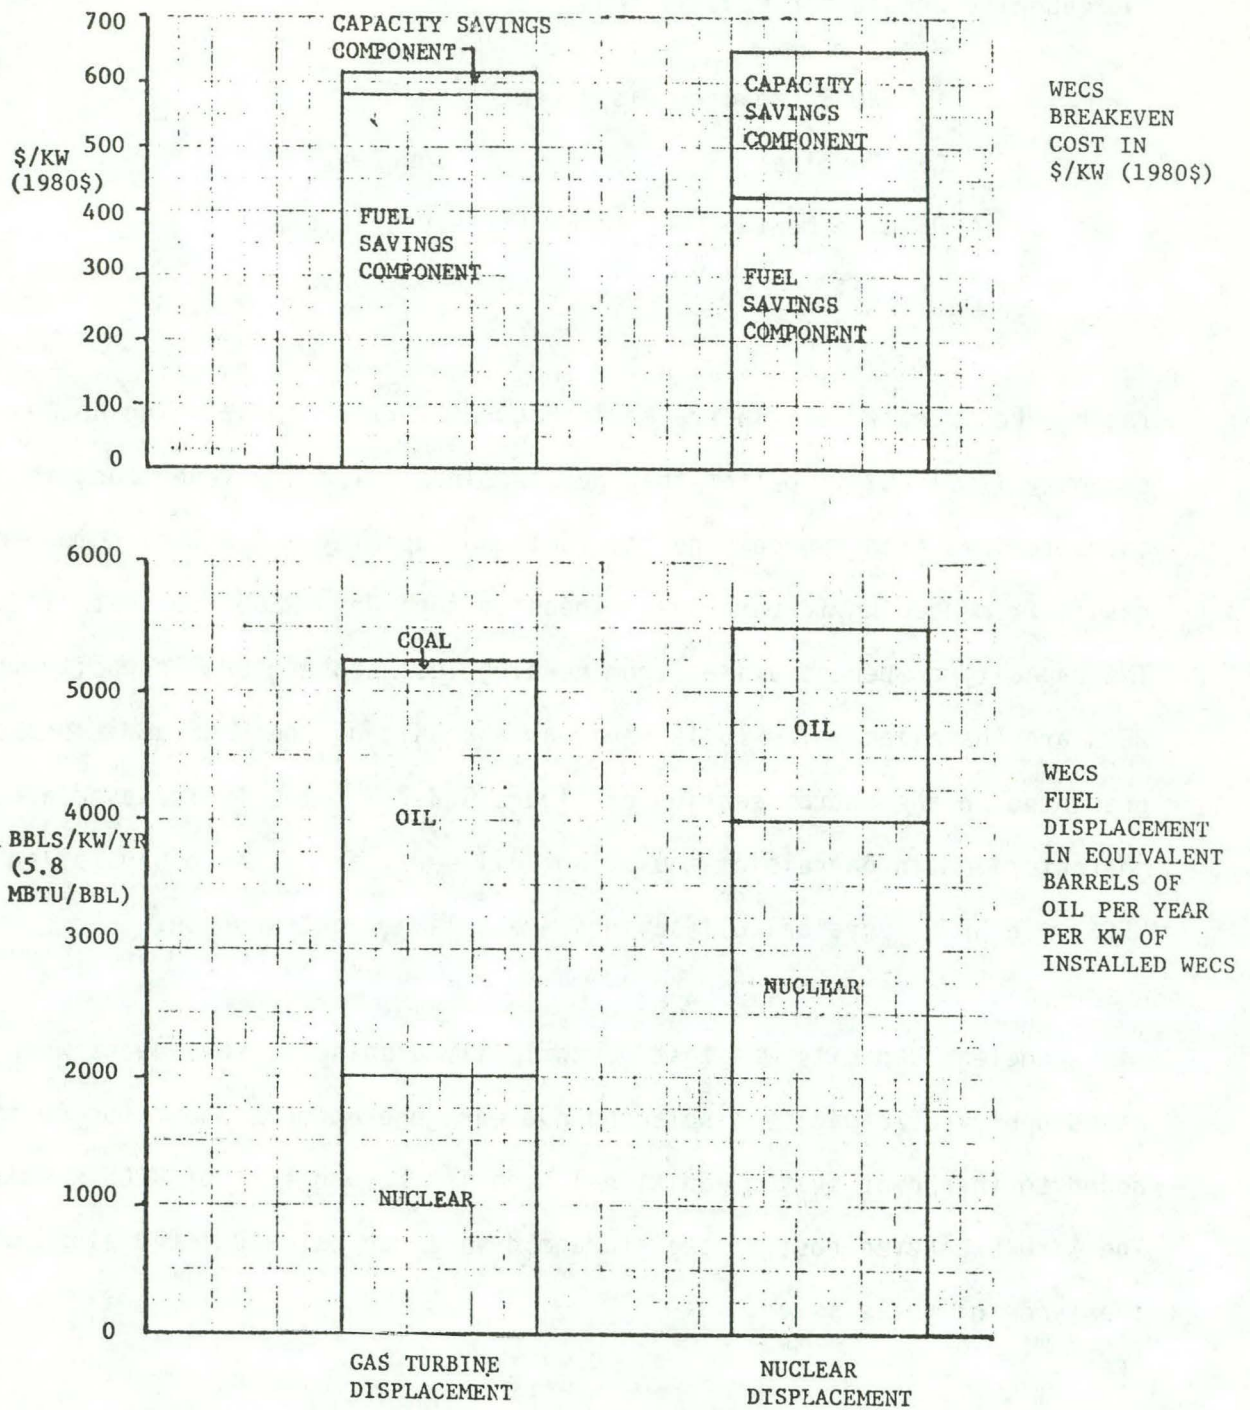 700
600
500
$/KW
(1980$)
400
300
200
100
0
CAPACITY SAVINGS
COMPONENT
FUEL
SAVINGS
COMPONENT
CAPACITY
SAVINGS
COMPONENT
FUEL
SAVINGS
COMPONENT
WECS
BREAKEVEN
COST IN
$/KW (1980$)
6000
5000
4000
BBLS/KW/YR
(5.8
MBTU/BBL)
3000
2000
1000
0
COAL
OIL
NUCLEAR
OIL
NUCLEAR
WECS
FUEL
DISPLACEMENT
IN EQUIVALENT
BARRELS OF
OIL PER YEAR
PER KW OF
INSTALLED WECS
GAS TURBINE
DISPLACEMENT
NUCLEAR
DISPLACEMENT